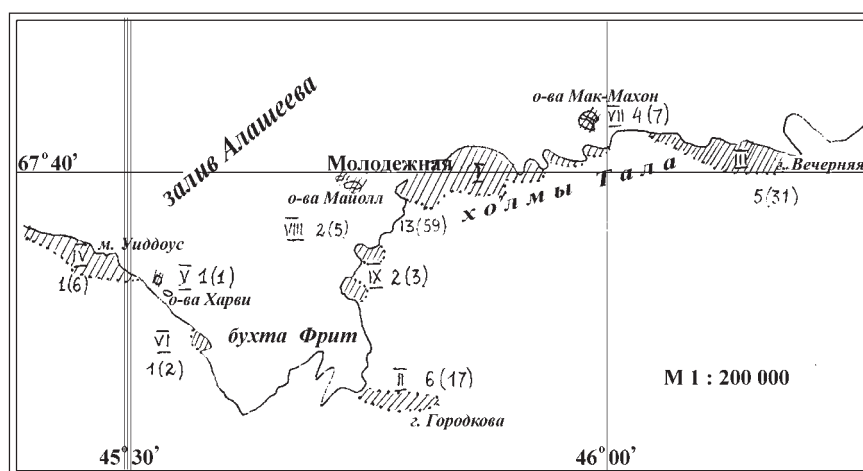 о-ва Мак-Махон
VII 4(7)
залив Алашеева
67°40'
Молодежная
V
III
г. Вечерняя
холмы Тала
5(31)
о-ва Майолл
VIII 2(5)
13(59)
м. Уиддоус
IV
1(6)
V 1(1)
о-ва Харви
IX 2(3)
VI
1(2)
бухта Фрит
II 6(17)
г. Городкова
М 1 : 200 000
45°30'
46°00'